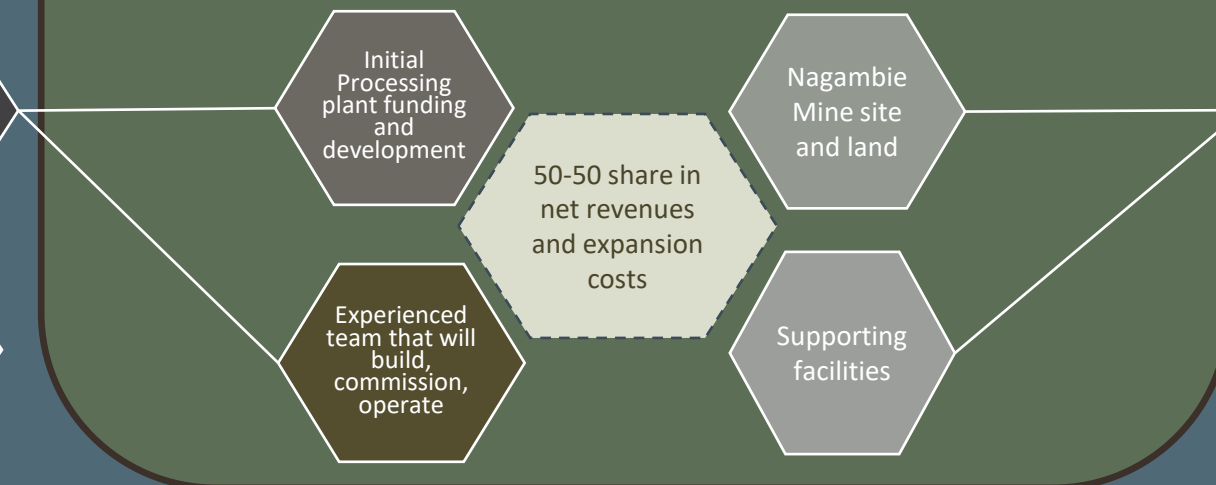 Initial
Processing
plant funding
and
development
Nagambie
Mine site
and land
50-50 share in
net revenues
and expansion
costs
Experienced
team that will
build,
commission,
operate
Supporting
facilities